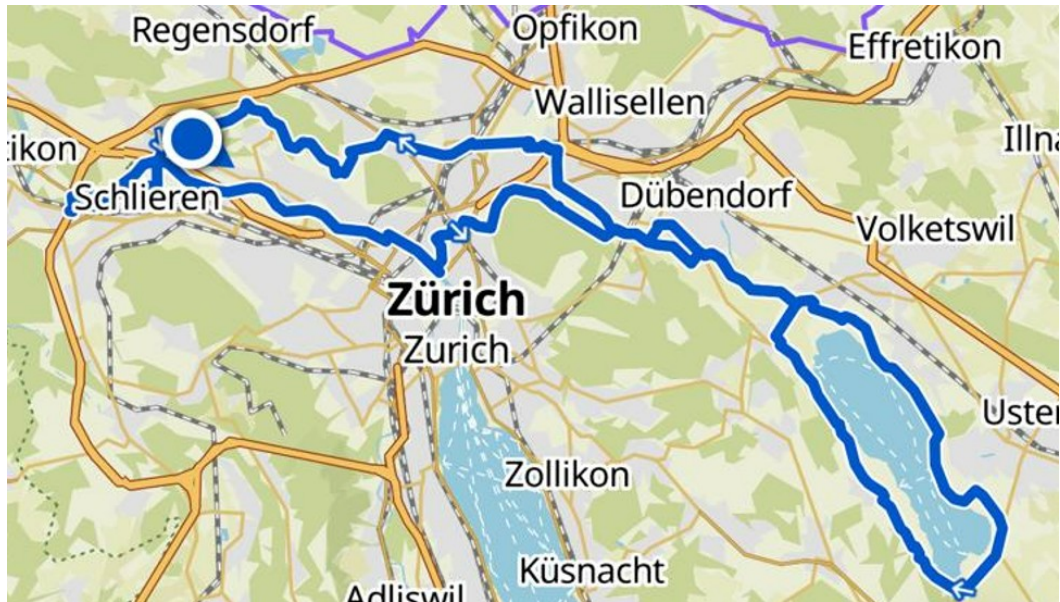 Regensdorf
Opfikon
Effretikon
Wallisellen
tikon
Illna
Schlieren
Dübendorf
Volketswil
Zürich
Zurich
Uster
Zollikon
Küsnacht
Adliswil